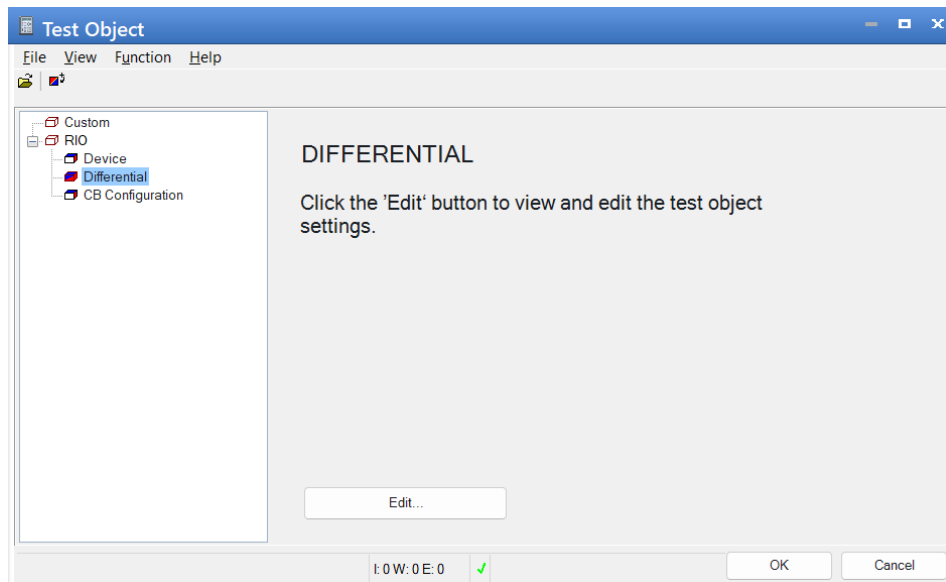 Test Object
File View Function Help
Custom
RIO
Device
Differential
CB Configuration
DIFFERENTIAL
Click the 'Edit' button to view and edit the test object
settings.
Edit...
I: 0 W: 0 E: 0
OK
Cancel